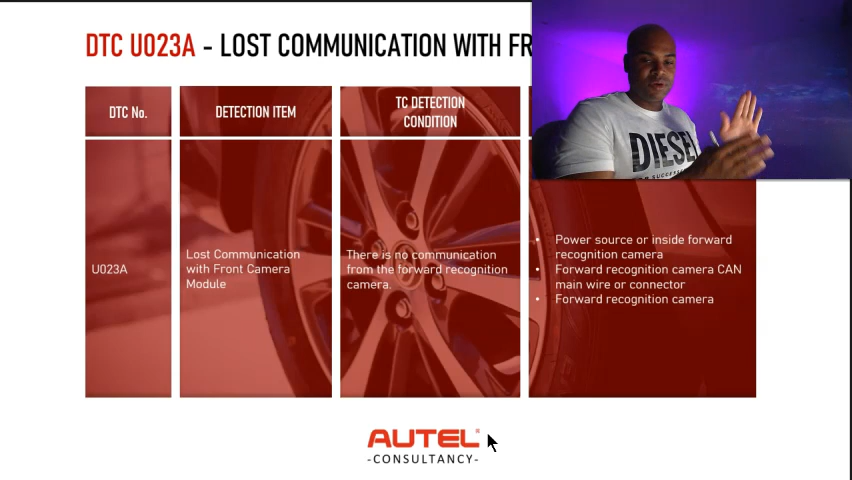 DTC U023A - LOST COMMUNICATION WITH FR
DTC No.
DETECTION ITEM
TC DETECTION
CONDITION
U023A
Lost Communication
with Front Camera
Module
There is no communication
from the forward recognition
camera.
• Power source or inside forward
recognition camera
• Forward recognition camera CAN
main wire or connector
• Forward recognition camera
DIESEL
AUTEL
-CONSULTANCY-